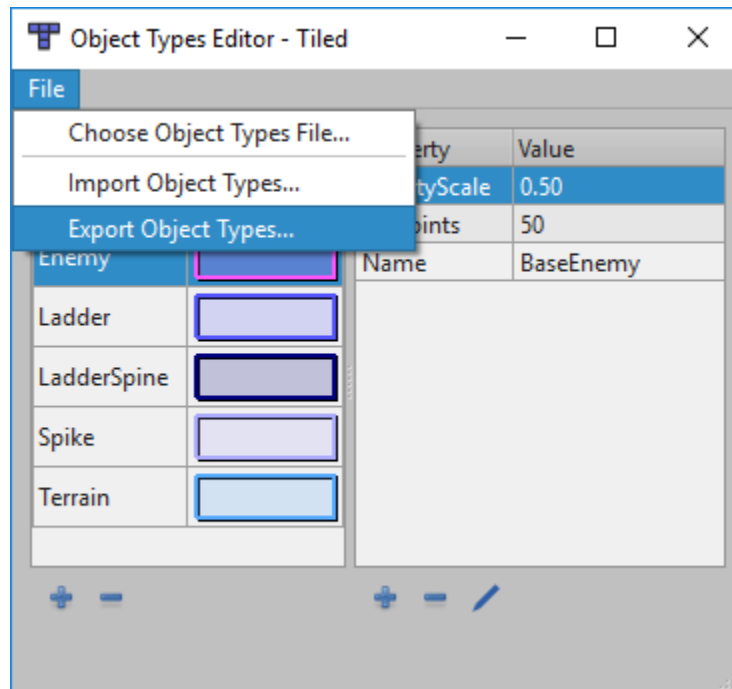 Object Types Editor - Tiled
File
Choose Object Types File...
Import Object Types...
Export Object Types...
Value
0.50
50
Enemy
Name BaseEnemy
Ladder
LadderSpine
Spike
Terrain